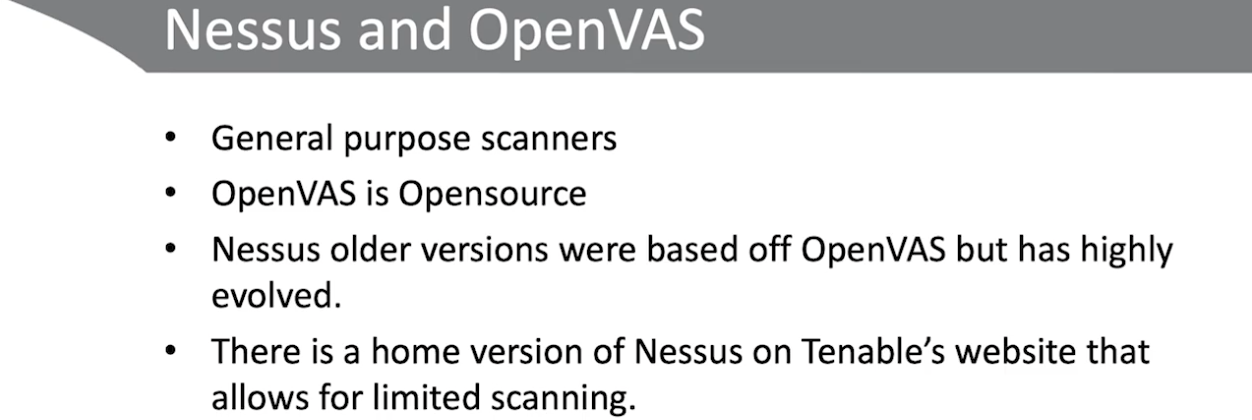 Nessus and OpenVAS
• General purpose scanners
• OpenVAS is Opensource
• Nessus older versions were based off OpenVAS but has highly
evolved.
• There is a home version of Nessus on Tenable’s website that
allows for limited scanning.